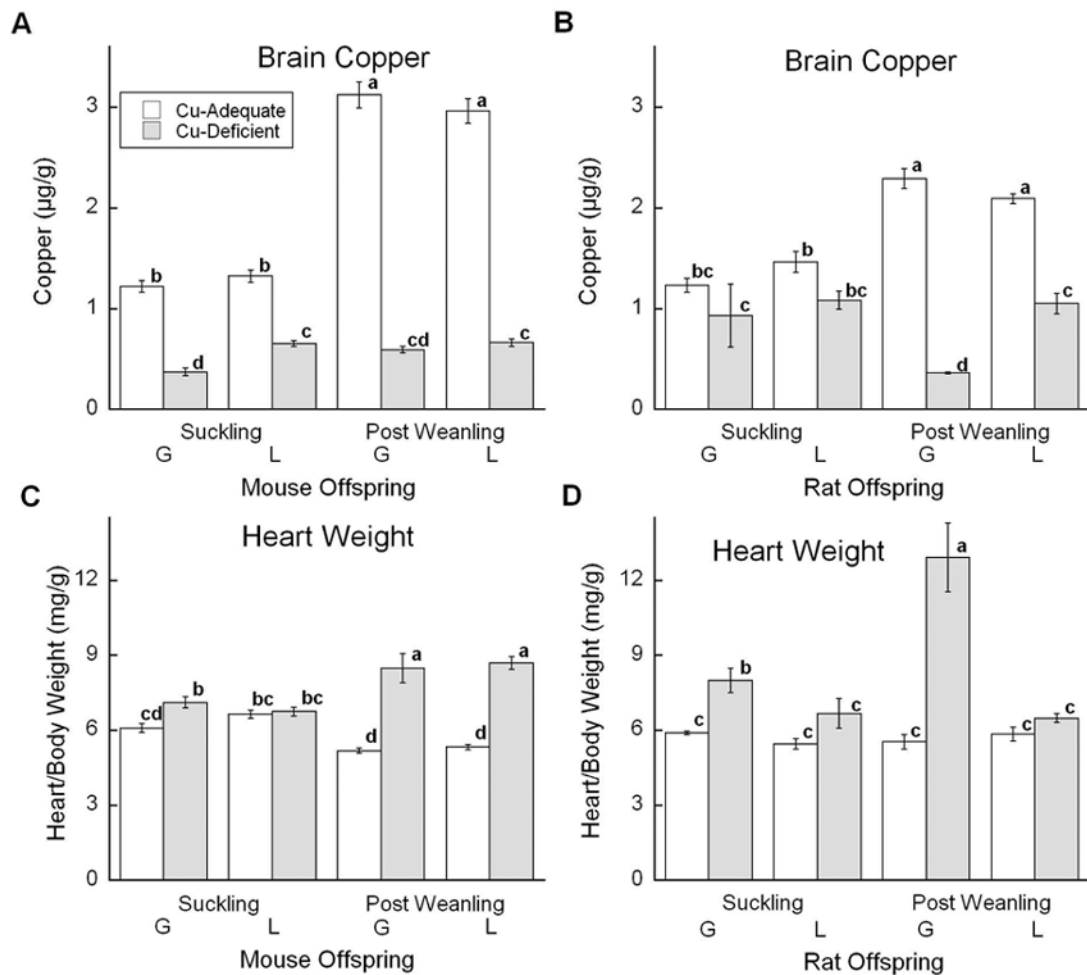 A
Brain Copper
Cu-Adequate
Cu-Deficient
Copper (µg/g)
3
2
1
0
b
d
b
c
a
cd
a
c
Suckling
Post Weanling
G
L
G
L
Mouse Offspring
B
Brain Copper
Copper (µg/g)
3
2
1
0
bc
c
b
bc
a
d
a
c
Suckling
Post Weanling
G
L
G
L
Rat Offspring
C
Heart Weight
Heart/Body Weight (mg/g)
12
9
6
3
0
cd
b
bc
bc
d
a
d
a
Suckling
Post Weanling
G
L
G
L
Mouse Offspring
D
Heart Weight
Heart/Body Weight (mg/g)
12
9
6
3
0
c
b
c
c
c
a
c
c
Suckling
Post Weanling
G
L
G
L
Rat Offspring